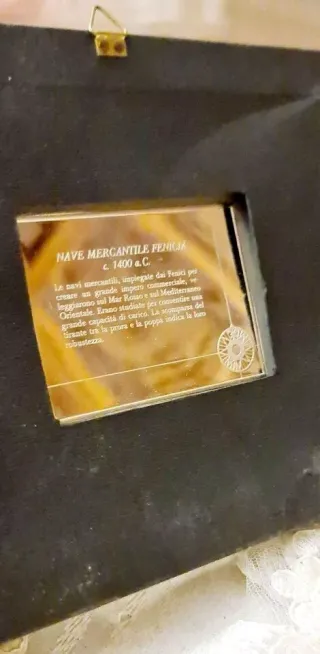 NAVE MERCANTILE FENICIA
c. 1400 a.C.
Le navi mercantili, impiegate dai Fenici per
creare un grande impero commerciale, ve
leggiarono sul Mar Rosso e sul Mediterraneo
Orientale. Erano studiate per consentire una
grande capacità di carico. La scomparsa del
tirante tra la prora e la poppa indica la loro
robustezza.